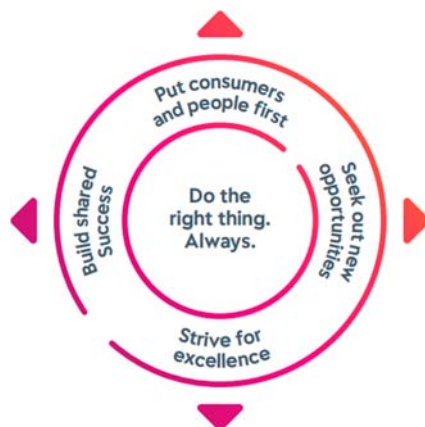 Put consumers
and people first
Seek out new
opportunities
Strive for
excellence
Build shared
Success
Do the
right thing.
Always.